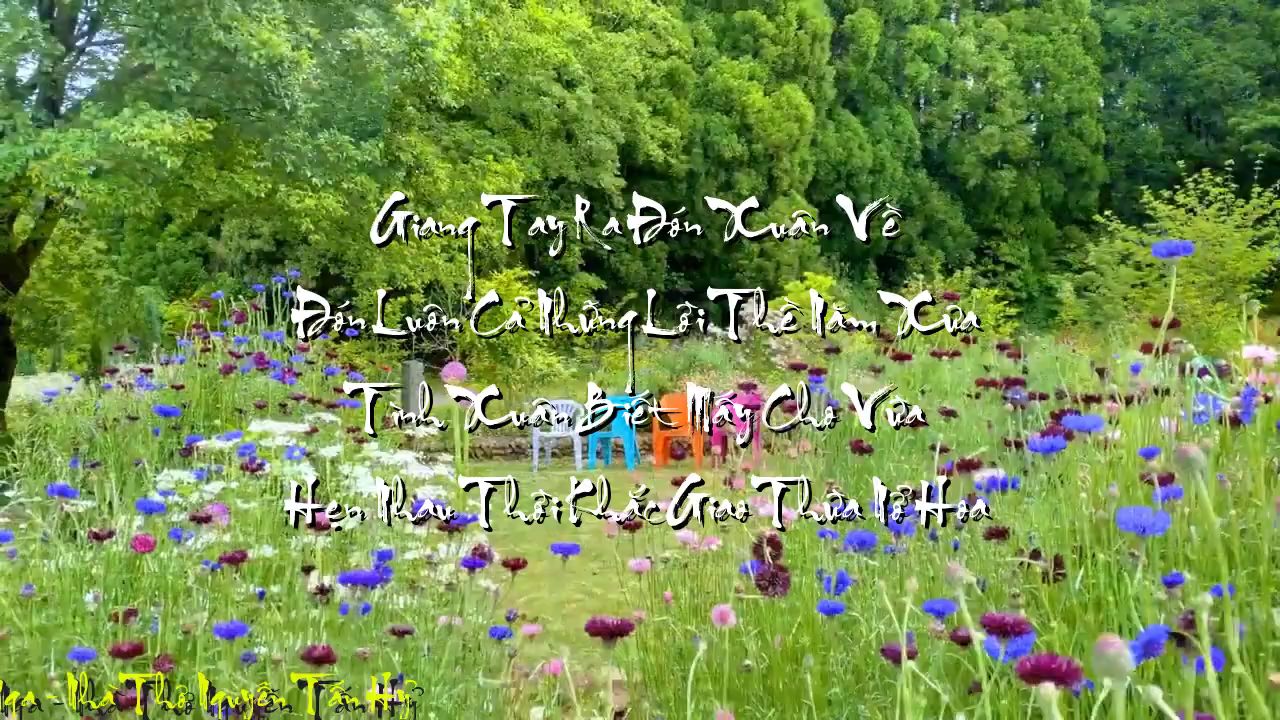 Giang Tay Ra Đón Xuân Về
Đón Luôn Cả Những Lời Thề Năm Xưa
Tình Xuân Biết Mấy Cho Vừa
Hẹn Nhau Thời Khắc Giao Thừa Nở Hoa
Nga - Nhà Thơ Nguyễn Tấn Hỷ